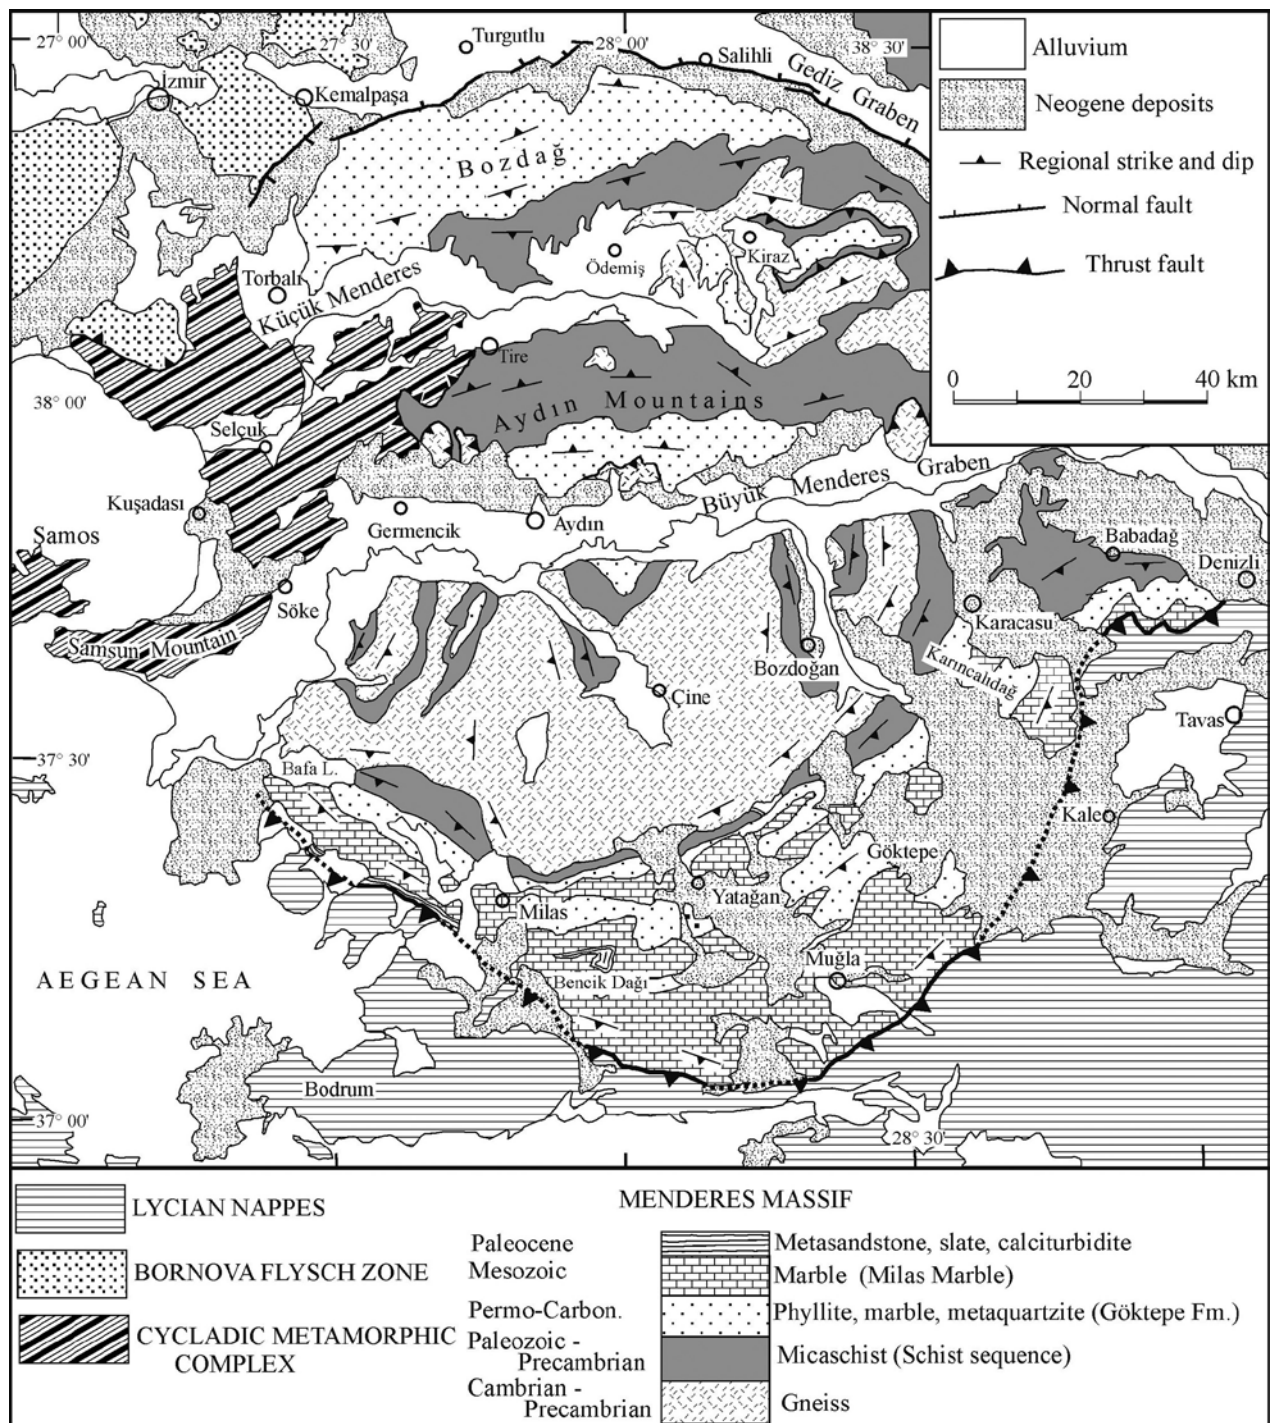 27 00'
27° 30'
Turgutlu
28° 00'
Salihli
38° 30'
Gediz Graben
İzmir
Kemalpaşa
Bozdağ
Ödemiş
Kiraz
Torbalı
Küçük Menderes
Tire
38° 00'
Aydın Mountains
Selçuk
Büyük Menderes Graben
Kuşadası
Germencik
Aydın
Samos
Babadağ
Denizli
Söke
Karacasu
Samsun Mountain
Bozdoğan
Karıncalıdağ
Çine
Tavas
37° 30'
Bafa L.
Kale
Göktepe
Milas
Yatağan
AEGEAN SEA
Muğla
Bencik Dağı
Bodrum
37° 00'
28° 30'
Alluvium
Neogene deposits
Regional strike and dip
Normal fault
Thrust fault
0 20 40 km
LYCIAN NAPPES
BORNOVA FLYSCH ZONE
CYCLADIC METAMORPHIC
COMPLEX
MENDERES MASSIF
Paleocene
Metasandstone, slate, calciturbidite
Mesozoic
Marble (Milas Marble)
Permo-Carbon.
Phyllite, marble, metaquartzite (Göktepe Fm.)
Paleozoic -
Precambrian
Micaschist (Schist sequence)
Cambrian -
Precambrian
Gneiss